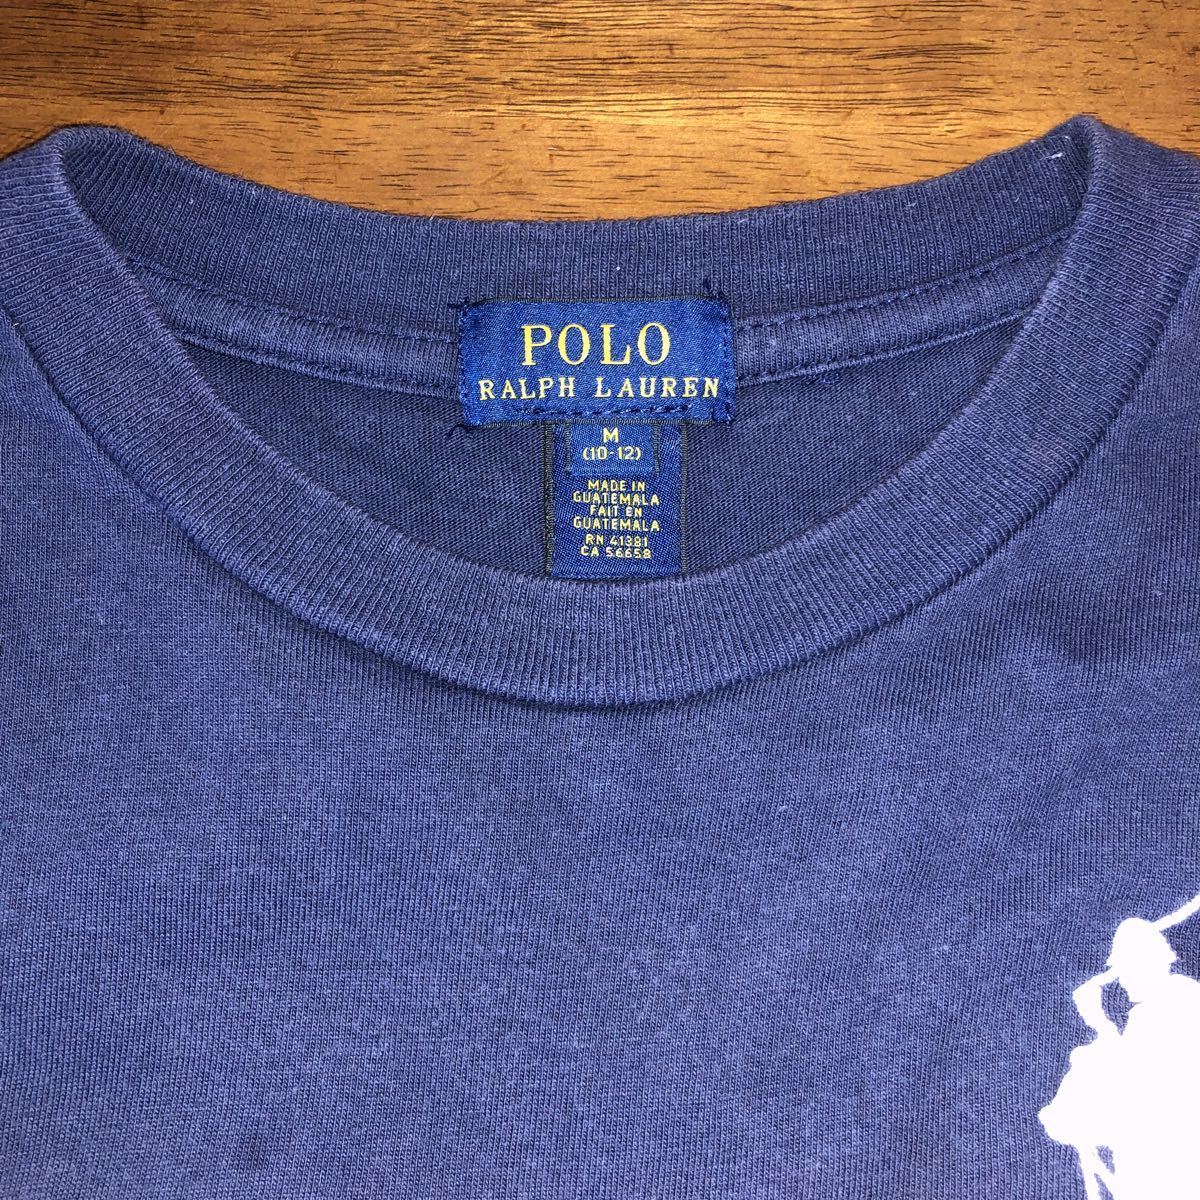 POLO
RALPH LAUREN
M
(10-12)
MADE IN
GUATEMALA
FAIT EN
GUATEMALA
RN 41381
CA 56658